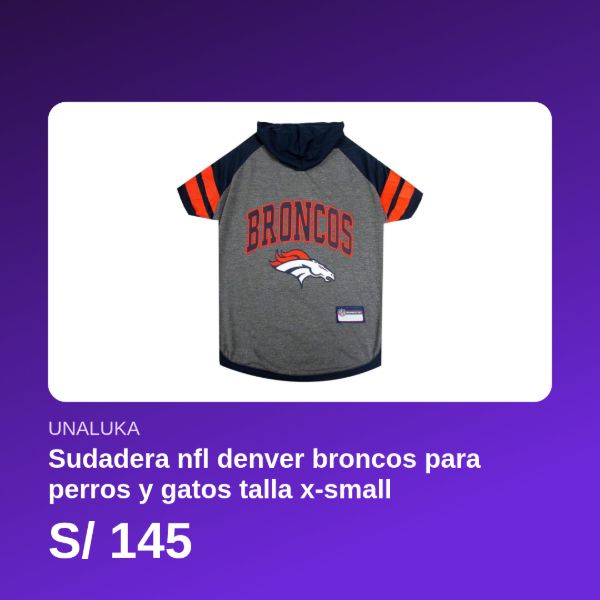 BRONCOS
UNALUKA
Sudadera nfl denver broncos para
perros y gatos talla x-small
S/ 145